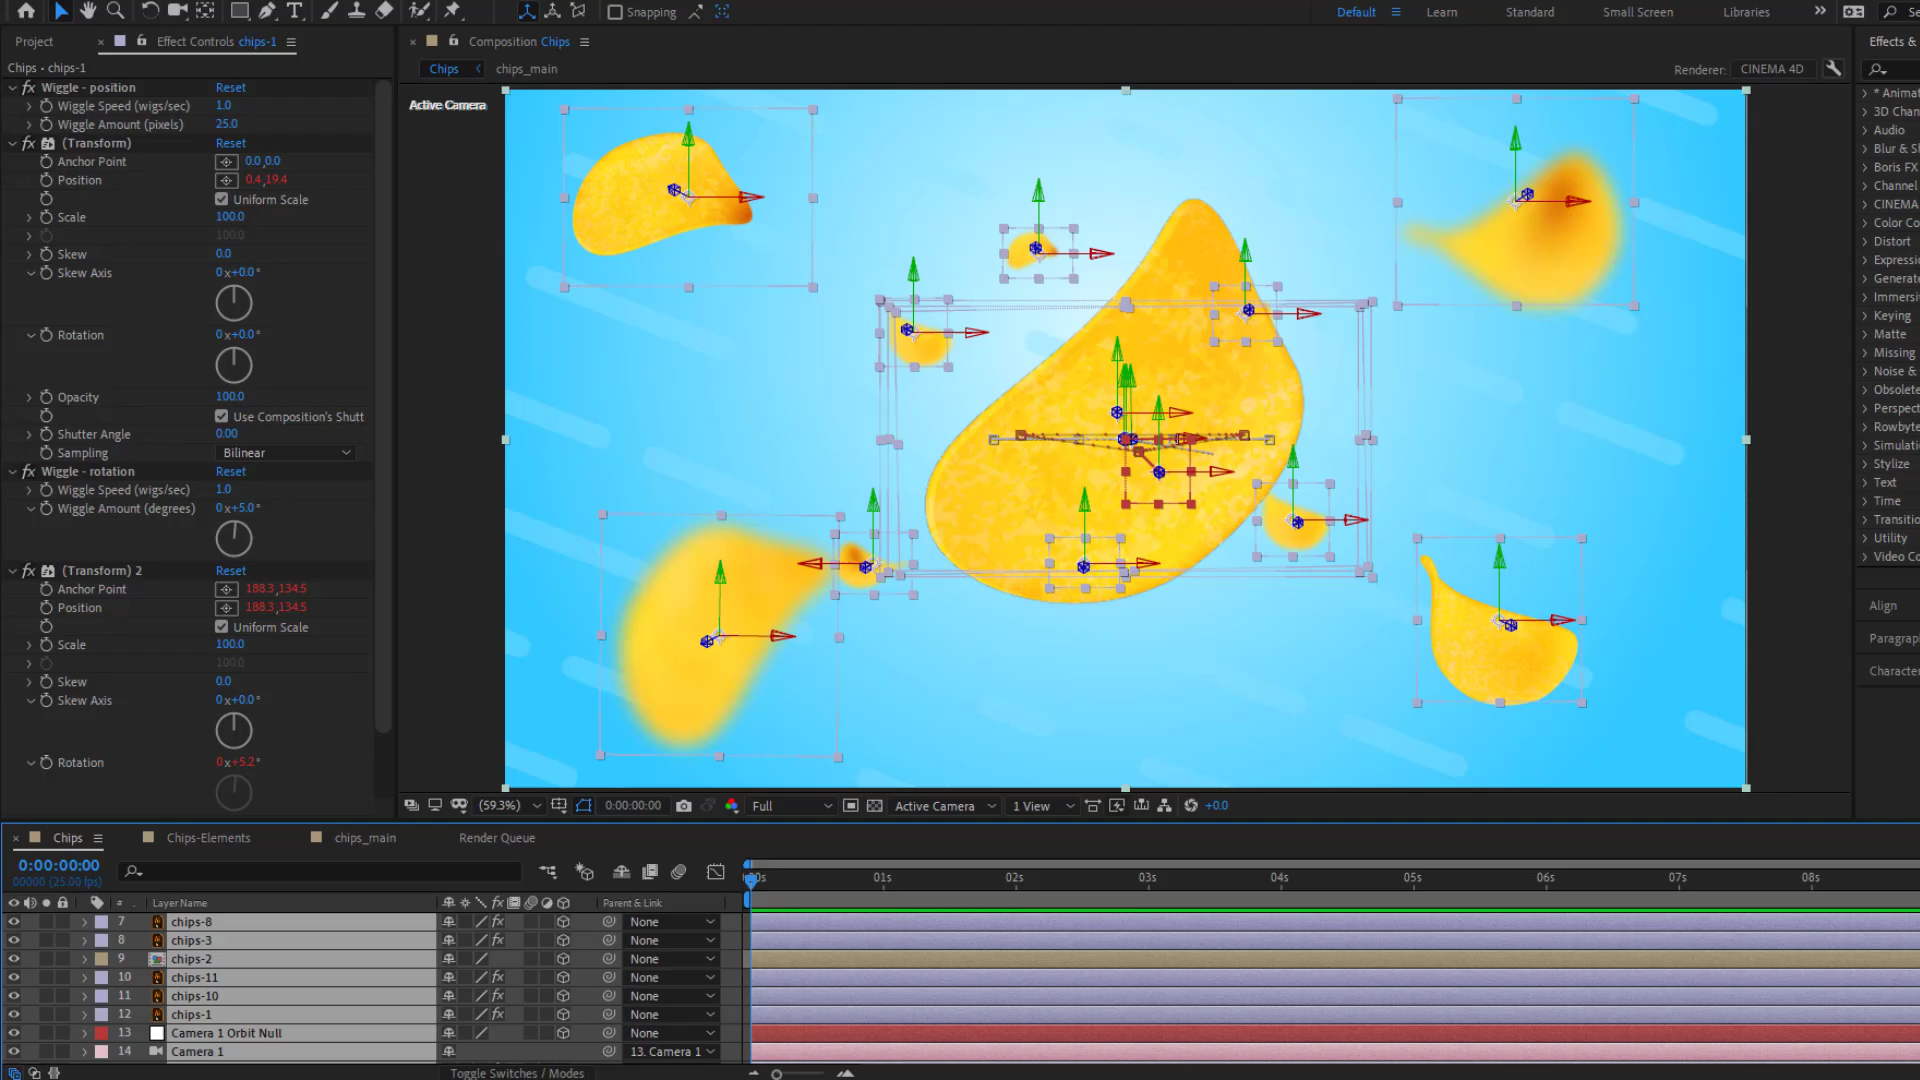 Snapping
Default
Learn
Standard
Small Screen
Libraries
Project
Effect Controls chips-1
Composition Chips
Effects &
Chips • chips-1
Chips
chips_main
Renderer:
CINEMA 4D
Active Camera
Wiggle - position Reset
Wiggle Speed (wigs/sec) 1.0
Wiggle Amount (pixels) 25.0
(Transform) Reset
Anchor Point 0.0,0.0
Position 0.4,19.4
Uniform Scale
Scale 100.0
100.0
Skew 0.0
Skew Axis 0x+0.0°
Rotation 0x+0.0°
Opacity 100.0
Use Composition's Shutt
Shutter Angle 0.00
Sampling Bilinear
Wiggle - rotation Reset
Wiggle Speed (wigs/sec) 1.0
Wiggle Amount (degrees) 0x+5.0°
(Transform) 2 Reset
Anchor Point 188.3,134.5
Position 188.3,134.5
Uniform Scale
Scale 100.0
100.0
Skew 0.0
Skew Axis 0x+0.0°
Rotation 0x+5.2°
* Animat
3D Chan
Audio
Blur & Sh
Boris FX
Channel
CINEMA
Color Co
Distort
Expressio
Generate
Immersiv
Keying
Matte
Missing
Noise &
Obsolete
Perspect
Rowbyte
Simulatio
Stylize
Text
Time
Transitio
Utility
Video Co
Align
Paragrap
Character
(59.3%)
0:00:00:00
Full
Active Camera
1 View
+0.0
Chips
Chips-Elements
chips_main
Render Queue
0:00:00:00
00000 (25.00 fps)
01s 02s 03s 04s 05s 06s 07s 08s
# Layer Name Parent & Link
7 chips-8 None
8 chips-3 None
9 chips-2 None
10 chips-11 None
11 chips-10 None
12 chips-1 None
13 Camera 1 Orbit Null None
14 Camera 1 13. Camera 1
Toggle Switches / Modes